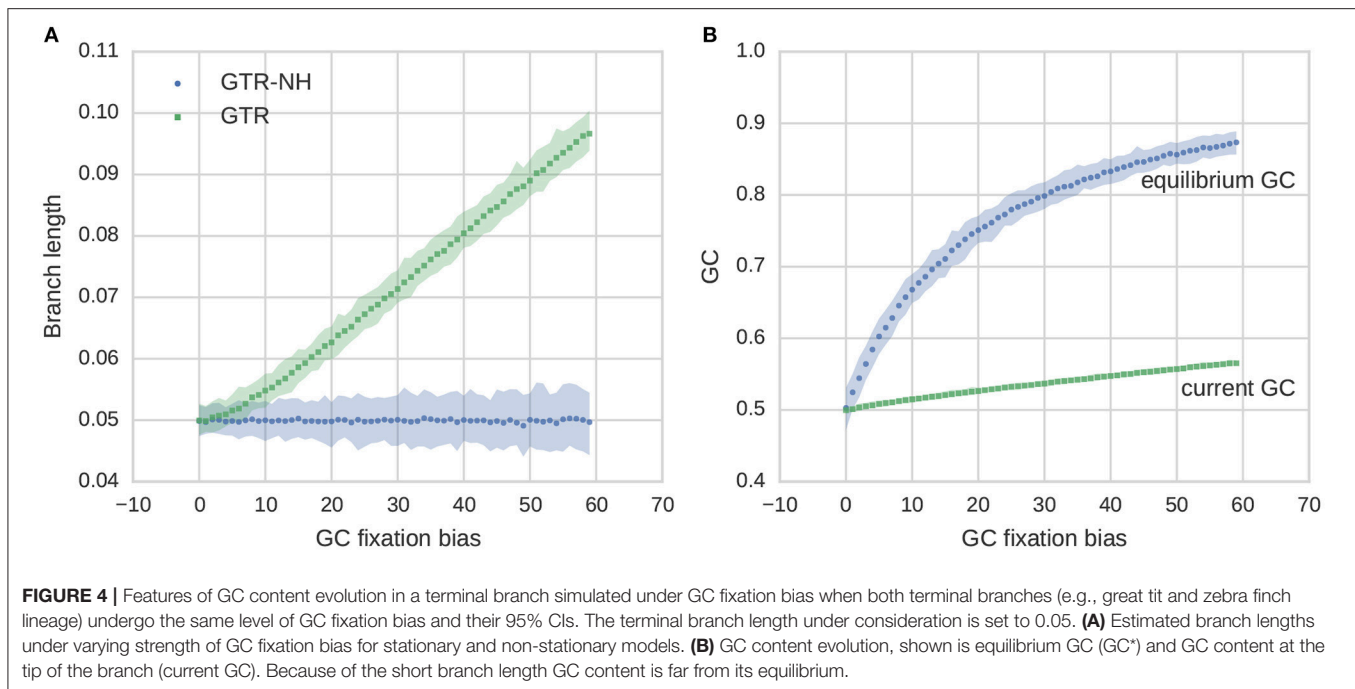 A
0.11
0.10
0.09
0.08
0.07
0.06
0.05
0.04
Branch length
GTR-NH
GTR
−10 0 10 20 30 40 50 60 70
GC fixation bias
B
1.0
0.9
0.8
0.7
0.6
0.5
0.4
GC
equilibrium GC
current GC
−10 0 10 20 30 40 50 60 70
GC fixation bias
FIGURE 4 | Features of GC content evolution in a terminal branch simulated under GC fixation bias when both terminal branches (e.g., great tit and zebra finch
lineage) undergo the same level of GC fixation bias and their 95% CIs. The terminal branch length under consideration is set to 0.05. (A) Estimated branch lengths
under varying strength of GC fixation bias for stationary and non-stationary models. (B) GC content evolution, shown is equilibrium GC (GC*) and GC content at the
tip of the branch (current GC). Because of the short branch length GC content is far from its equilibrium.